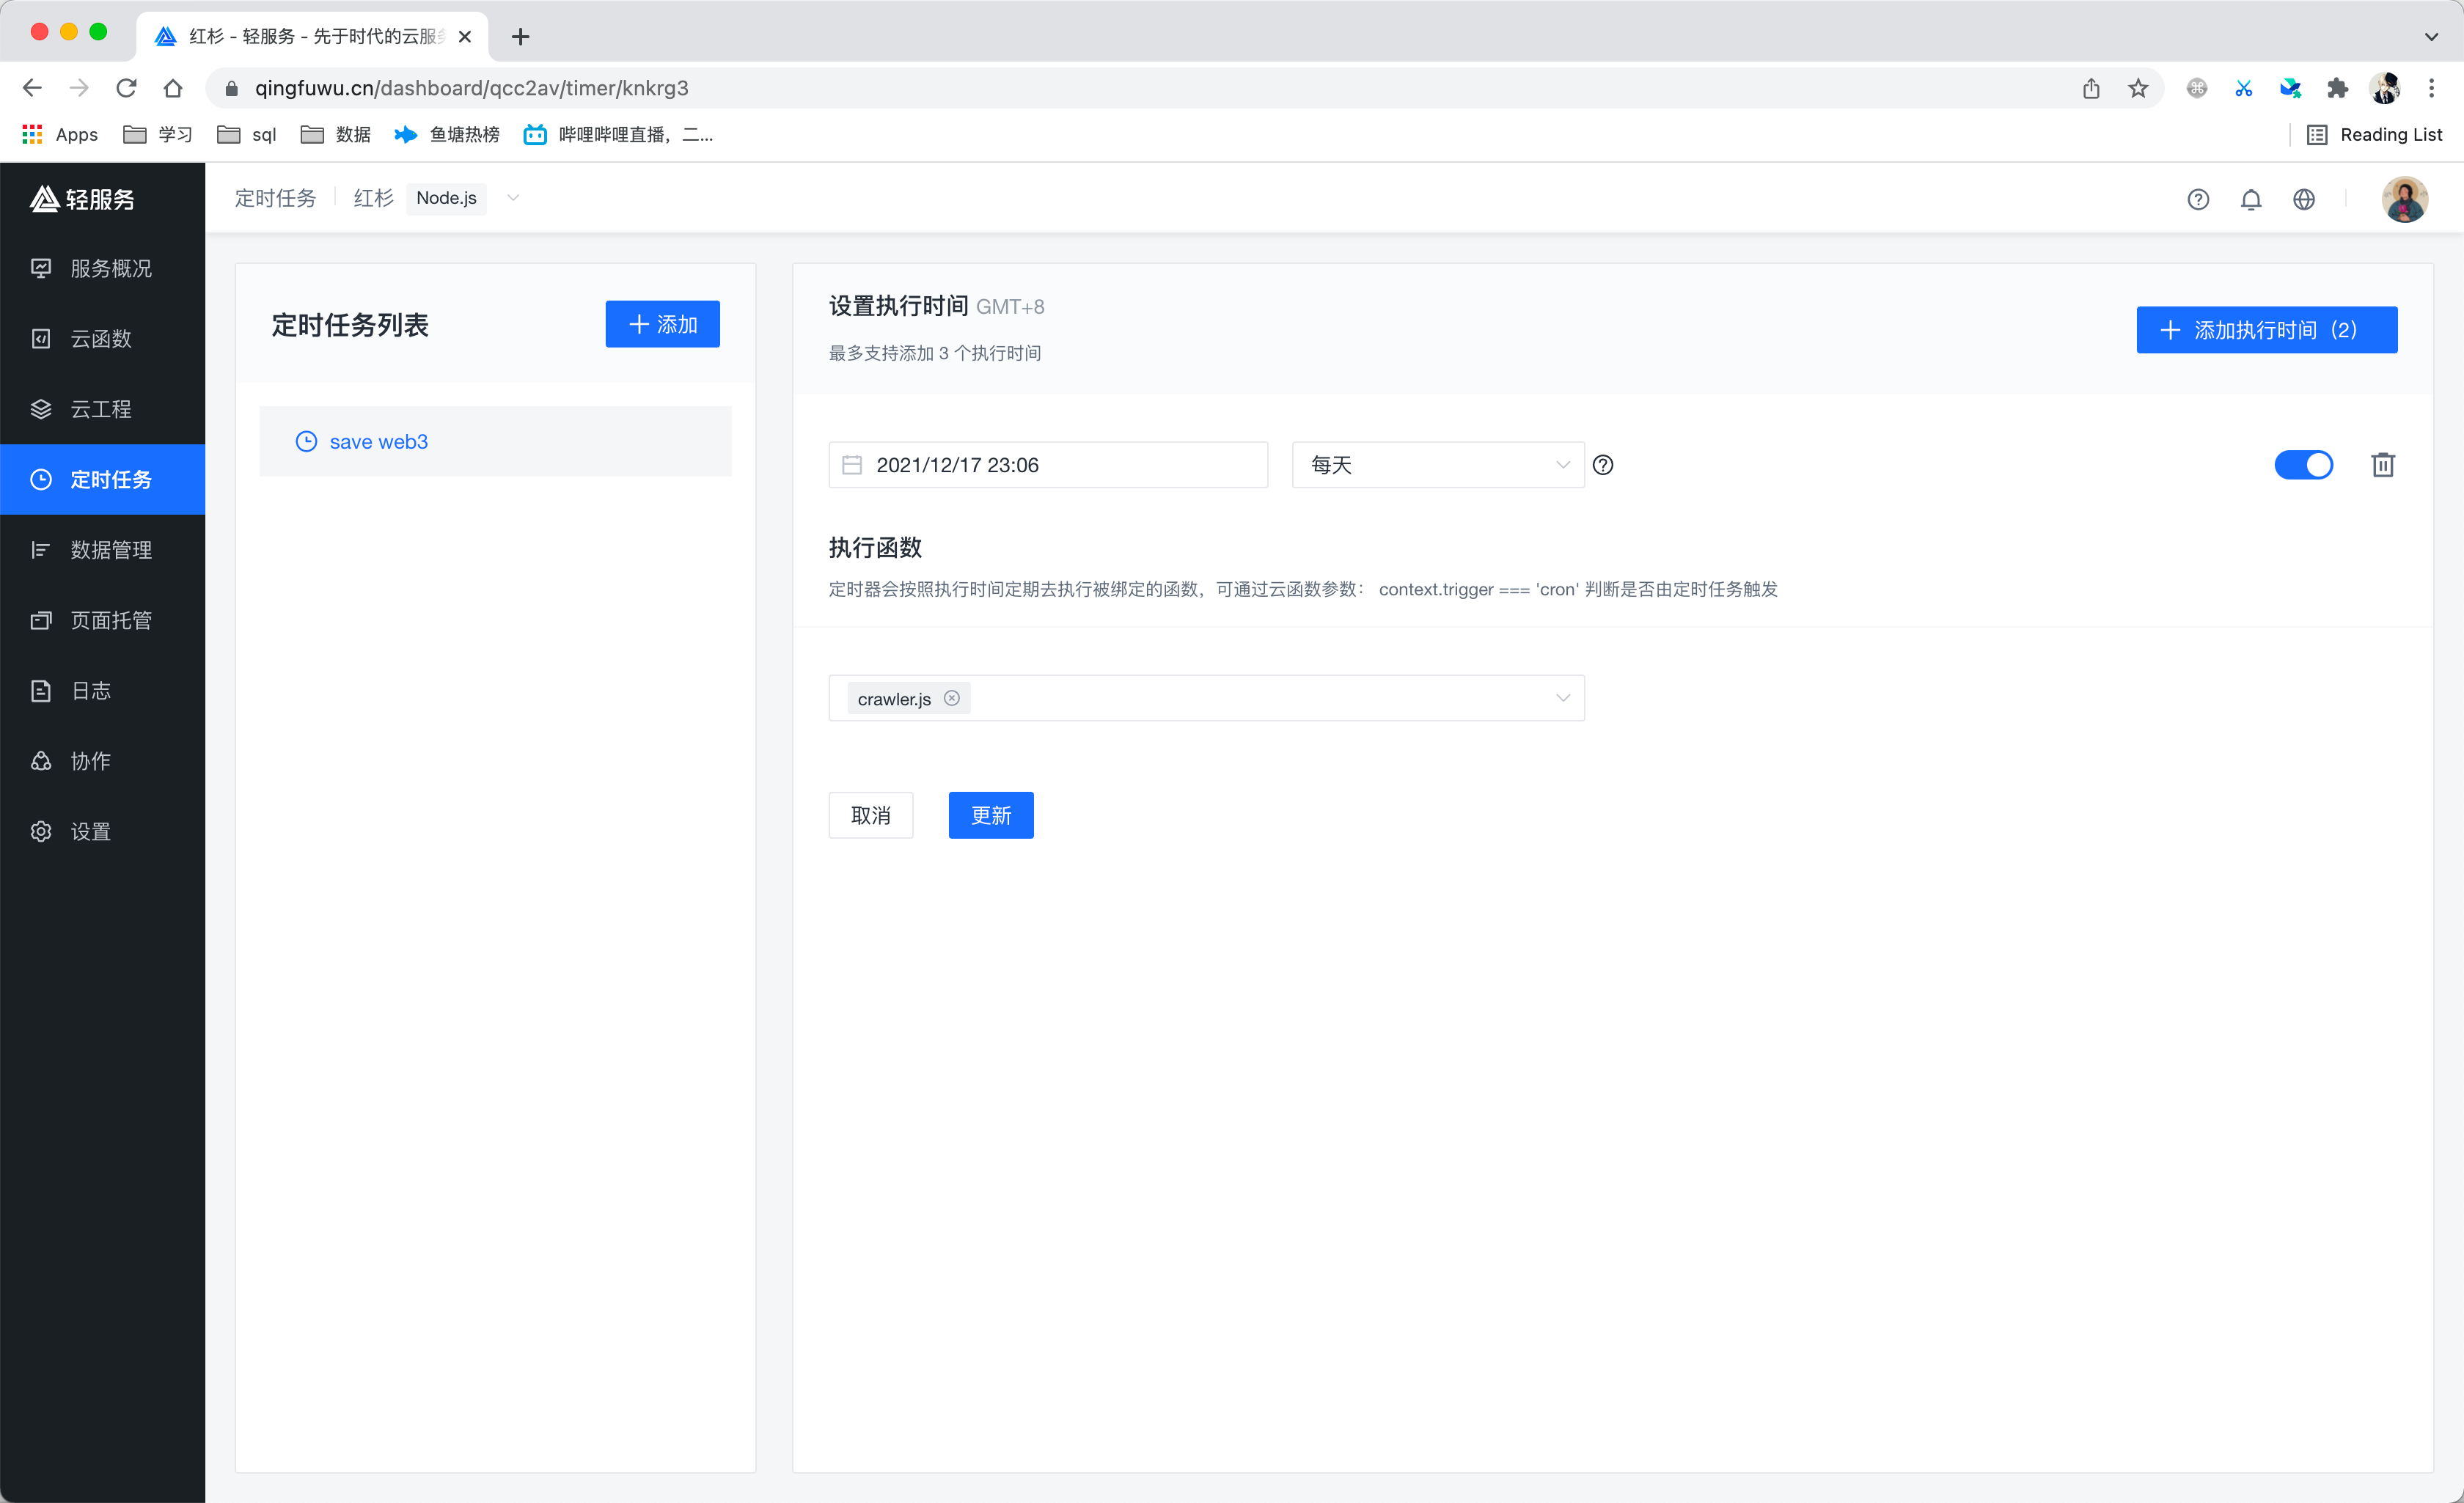 红杉 - 轻服务 - 先于时代的云服务
qingfuwu.cn/dashboard/qcc2av/timer/knkrg3
Apps
学习
sql
数据
鱼塘热榜
哔哩哔哩直播，二...
Reading List
轻服务
定时任务
红杉
Node.js
服务概况
云函数
云工程
定时任务
数据管理
页面托管
日志
协作
设置
定时任务列表
添加
save web3
设置执行时间 GMT+8
最多支持添加 3 个执行时间
添加执行时间（2）
2021/12/17 23:06
每天
执行函数
定时器会按照执行时间定期去执行被绑定的函数，可通过云函数参数： context.trigger === 'cron' 判断是否由定时任务触发
crawler.js
取消
更新